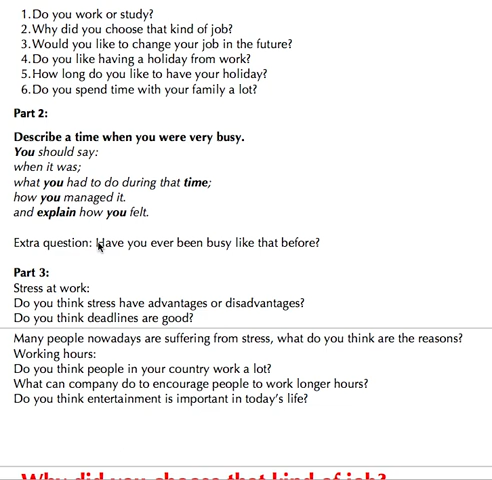 1. Do you work or study?
2. Why did you choose that kind of job?
3. Would you like to change your job in the future?
4. Do you like having a holiday from work?
5. How long do you like to have your holiday?
6. Do you spend time with your family a lot?
Part 2:
Describe a time when you were very busy.
You should say:
when it was;
what you had to do during that time;
how you managed it.
and explain how you felt.
Extra question: Have you ever been busy like that before?
Part 3:
Stress at work:
Do you think stress have advantages or disadvantages?
Do you think deadlines are good?
Many people nowadays are suffering from stress, what do you think are the reasons?
Working hours:
Do you think people in your country work a lot?
What can company do to encourage people to work longer hours?
Do you think entertainment is important in today's life?
Why did you choose that kind of job?